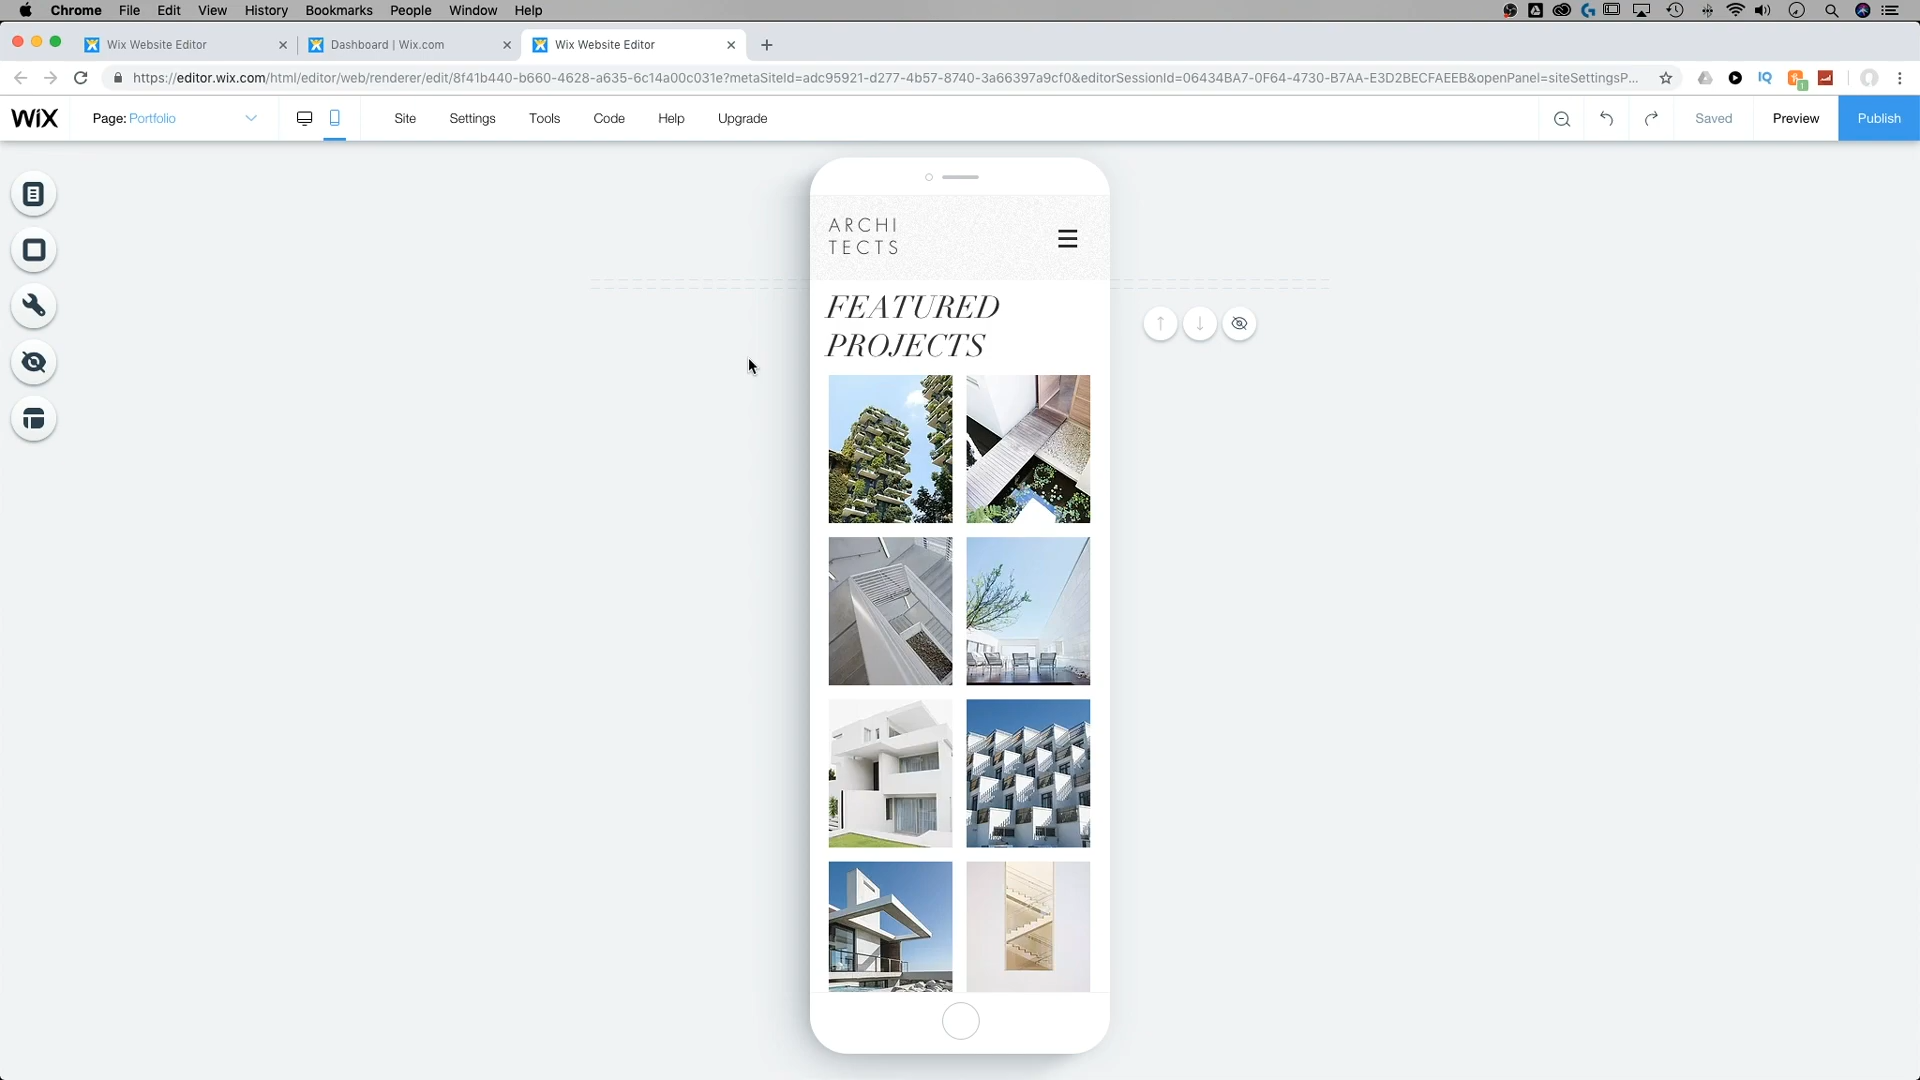 Chrome File Edit View History Bookmarks People Window Help
Wix Website Editor
Dashboard | Wix.com
Wix Website Editor
https://editor.wix.com/html/editor/web/renderer/edit/8f41b440-b660-4628-a635-6c14a00c031e?metaSiteId=adc95921-d277-4b57-8740-3a66397a9cf0&editorSessionId=06434BA7-0F64-4730-B7AA-E3D2BECFAEEB&openPanel=siteSettingsP...
IQ
1
WiX
Page: Portfolio
Site Settings Tools Code Help Upgrade
Saved Preview Publish
ARCHI
TECTS
FEATURED
PROJECTS